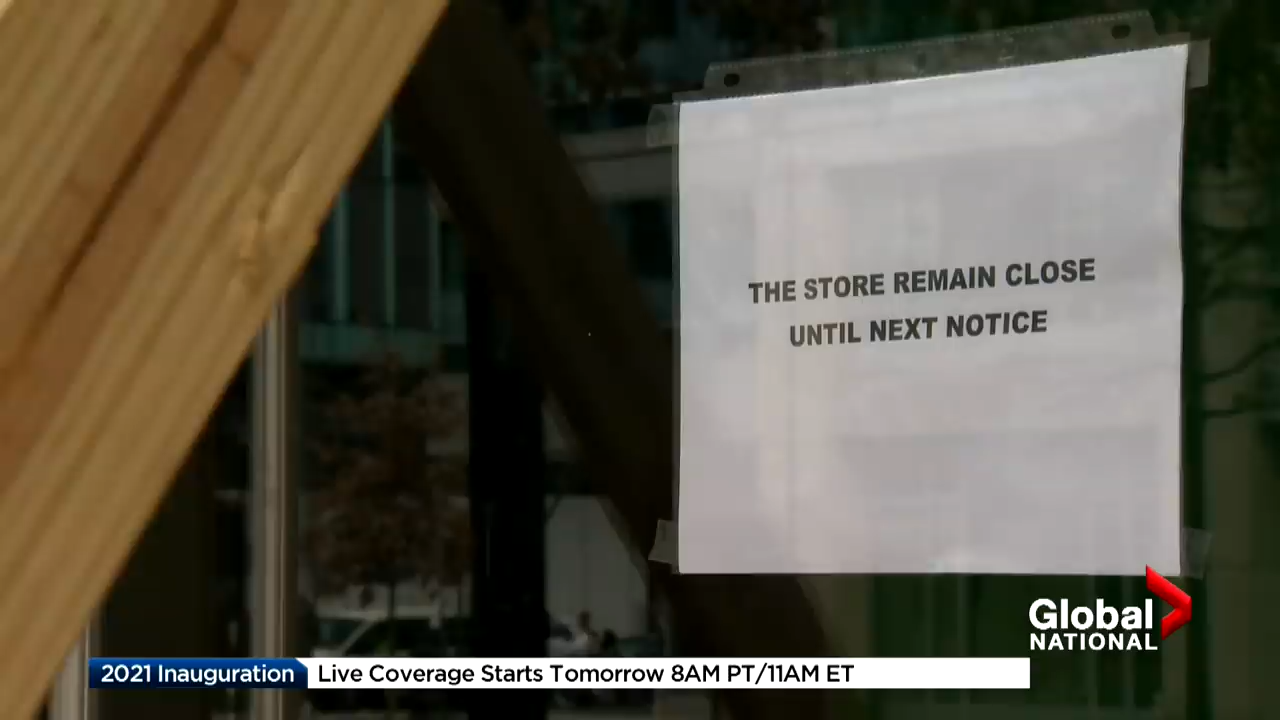 THE STORE REMAIN CLOSE
UNTIL NEXT NOTICE
Global
NATIONAL
2021 Inauguration
Live Coverage Starts Tomorrow 8AM PT/11AM ET